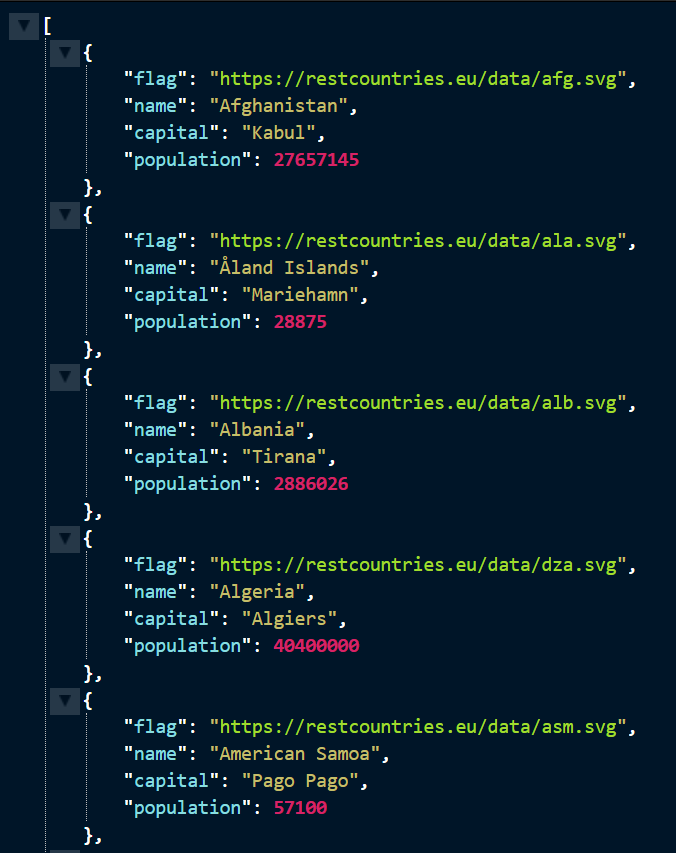 [
{
"flag": "https://restcountries.eu/data/afg.svg",
"name": "Afghanistan",
"capital": "Kabul",
"population": 27657145
},
{
"flag": "https://restcountries.eu/data/ala.svg",
"name": "Åland Islands",
"capital": "Mariehamn",
"population": 28875
},
{
"flag": "https://restcountries.eu/data/alb.svg",
"name": "Albania",
"capital": "Tirana",
"population": 2886026
},
{
"flag": "https://restcountries.eu/data/dza.svg",
"name": "Algeria",
"capital": "Algiers",
"population": 40400000
},
{
"flag": "https://restcountries.eu/data/asm.svg",
"name": "American Samoa",
"capital": "Pago Pago",
"population": 57100
},